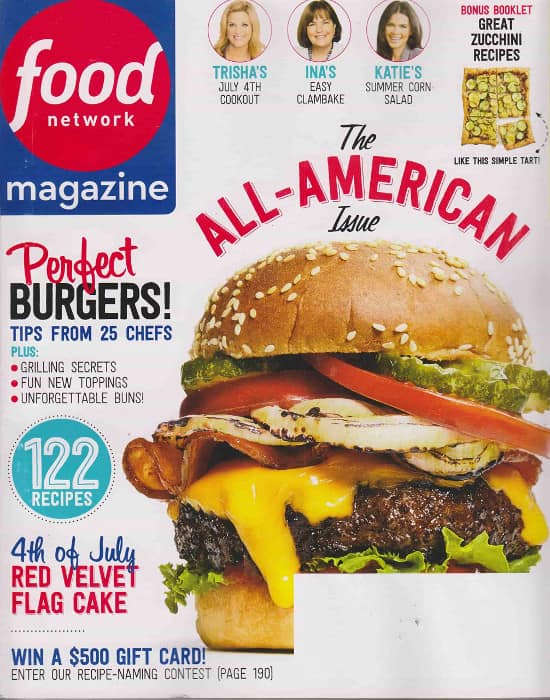 food
network
magazine
TRISHA'S
JULY 4TH
COOKOUT
INA'S
EASY
CLAMBAKE
KATIE'S
SUMMER CORN
SALAD
BONUS BOOKLET
GREAT
ZUCCHINI
RECIPES
LIKE THIS SIMPLE TART!
The
ALL-AMERICAN
Issue
Perfect
BURGERS!
TIPS FROM 25 CHEFS
PLUS:
• GRILLING SECRETS
• FUN NEW TOPPINGS
• UNFORGETTABLE BUNS!
122
RECIPES
4th of July
RED VELVET
FLAG CAKE
WIN A $500 GIFT CARD!
ENTER OUR RECIPE-NAMING CONTEST (PAGE 190)